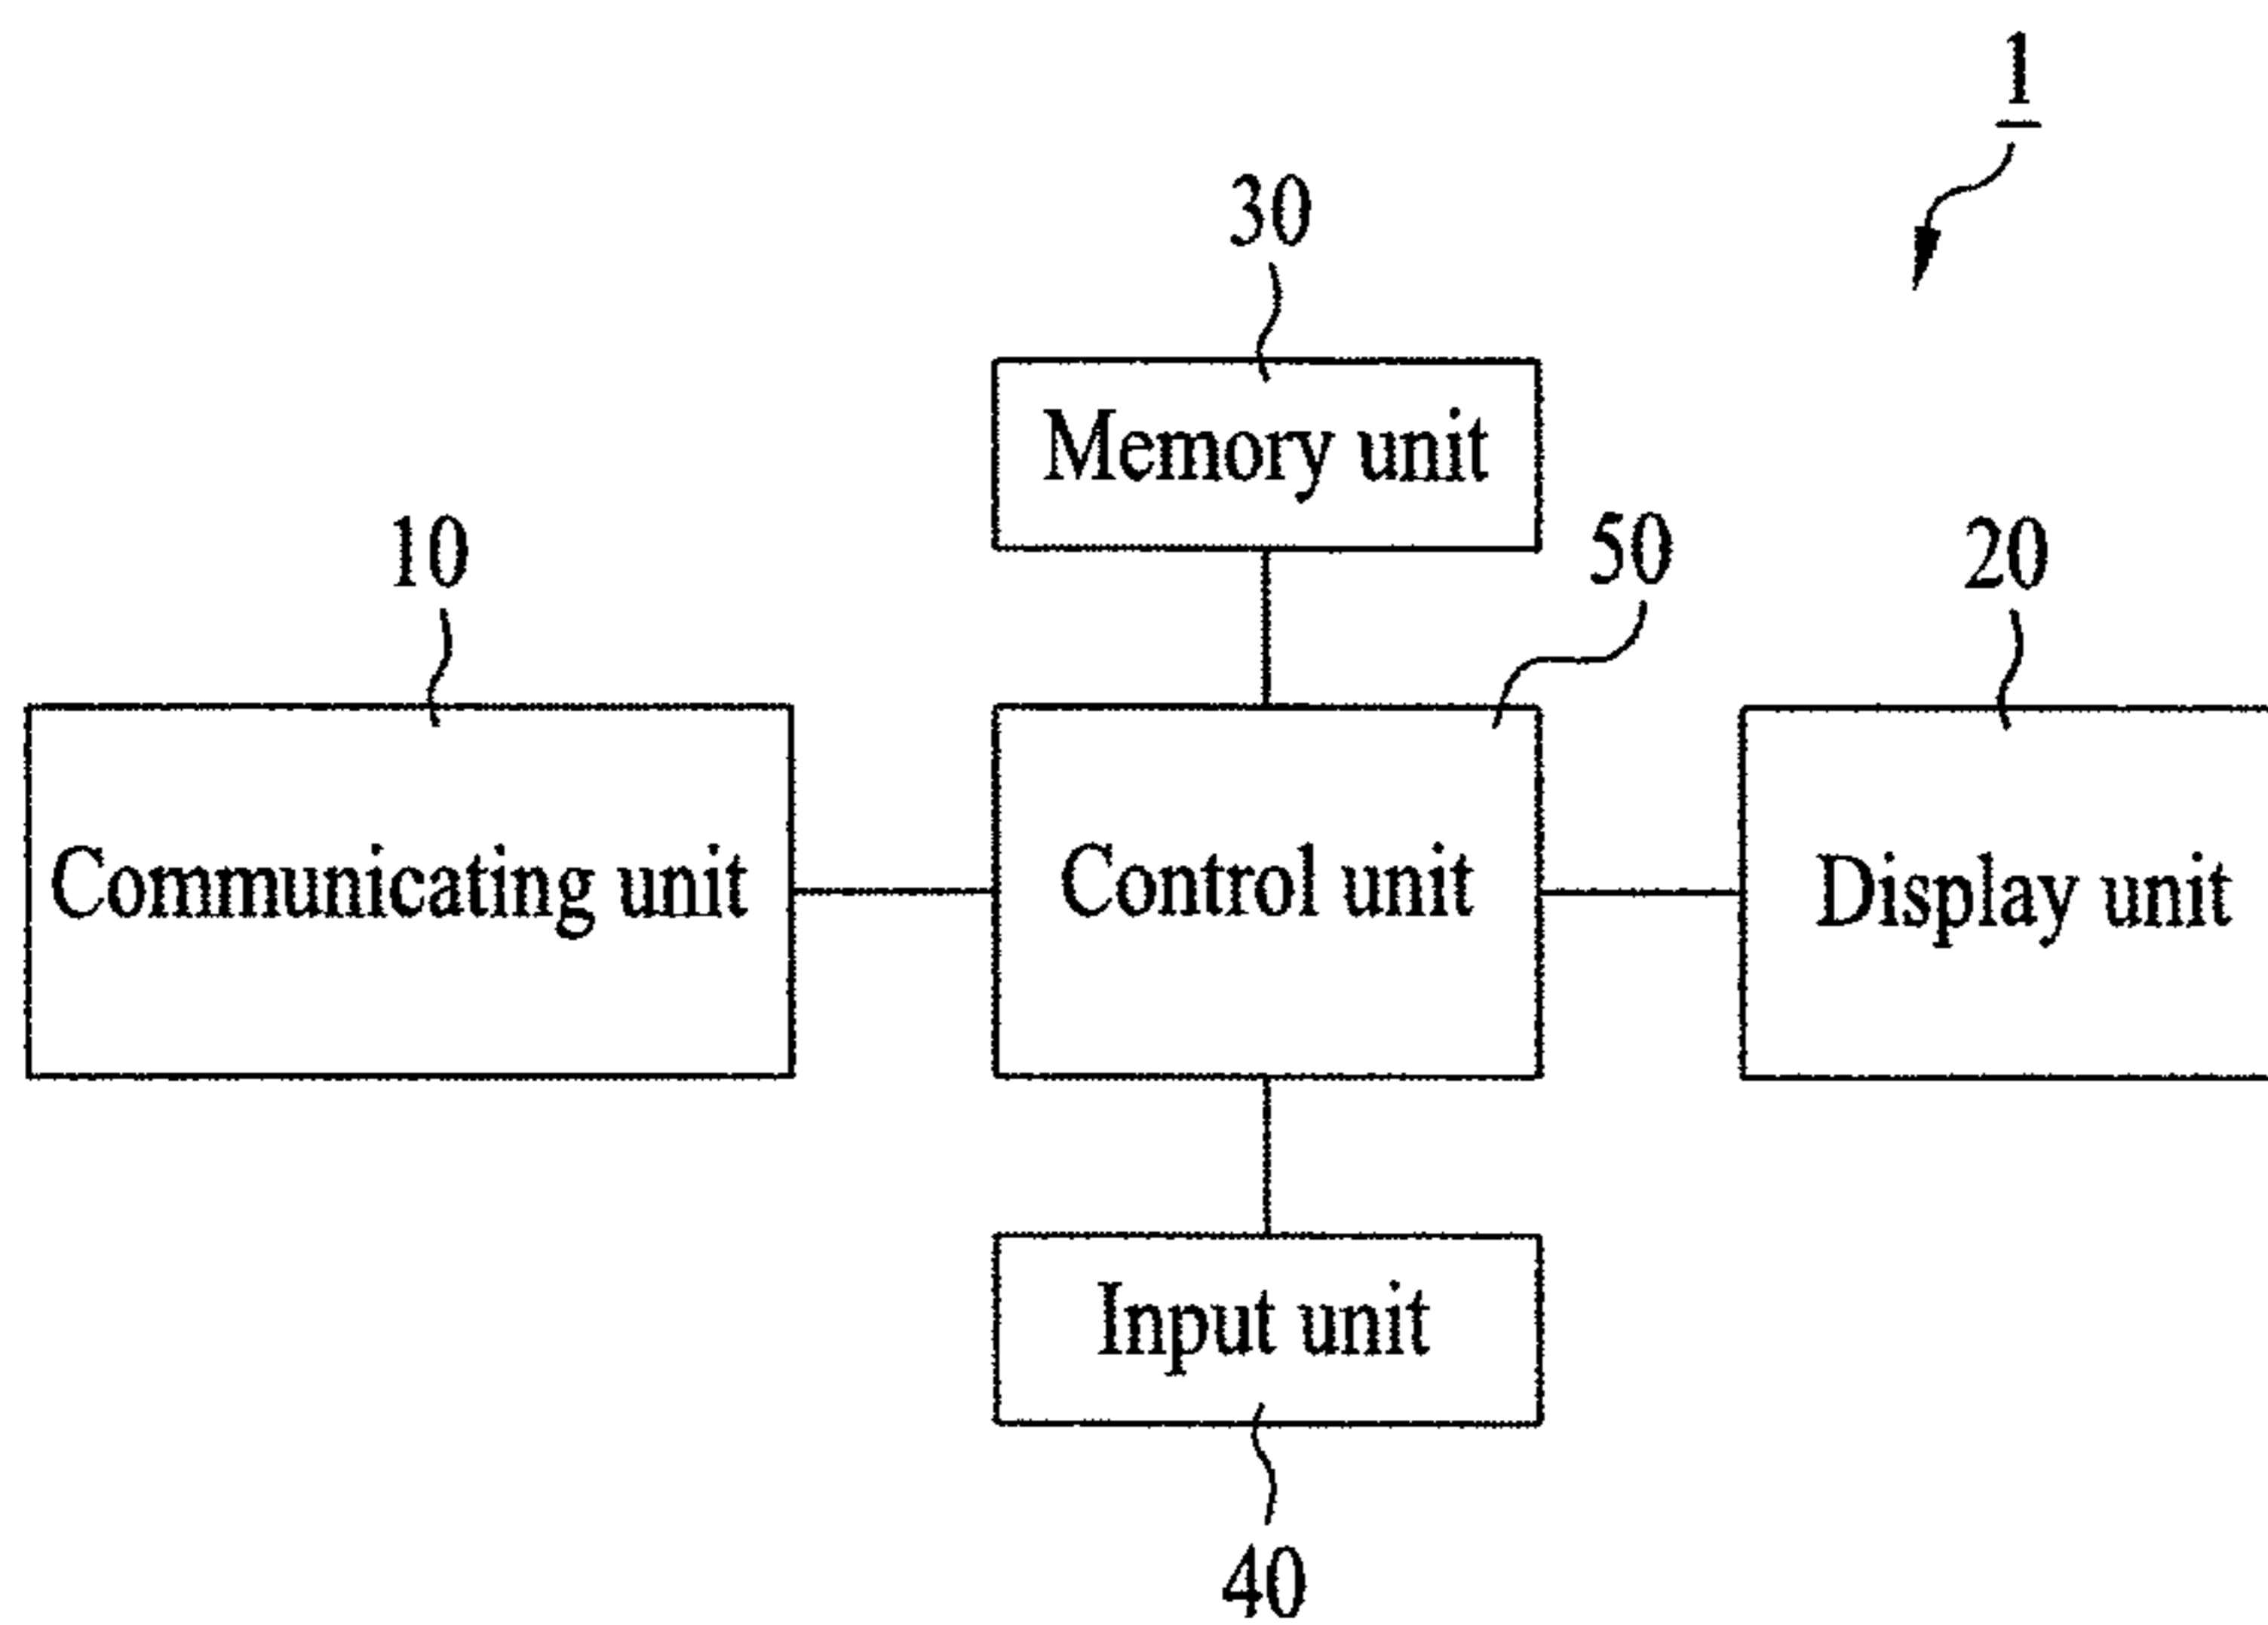 1
30
Memory unit
10
50
20
Communicating unit
Control unit
Display unit
Input unit
40